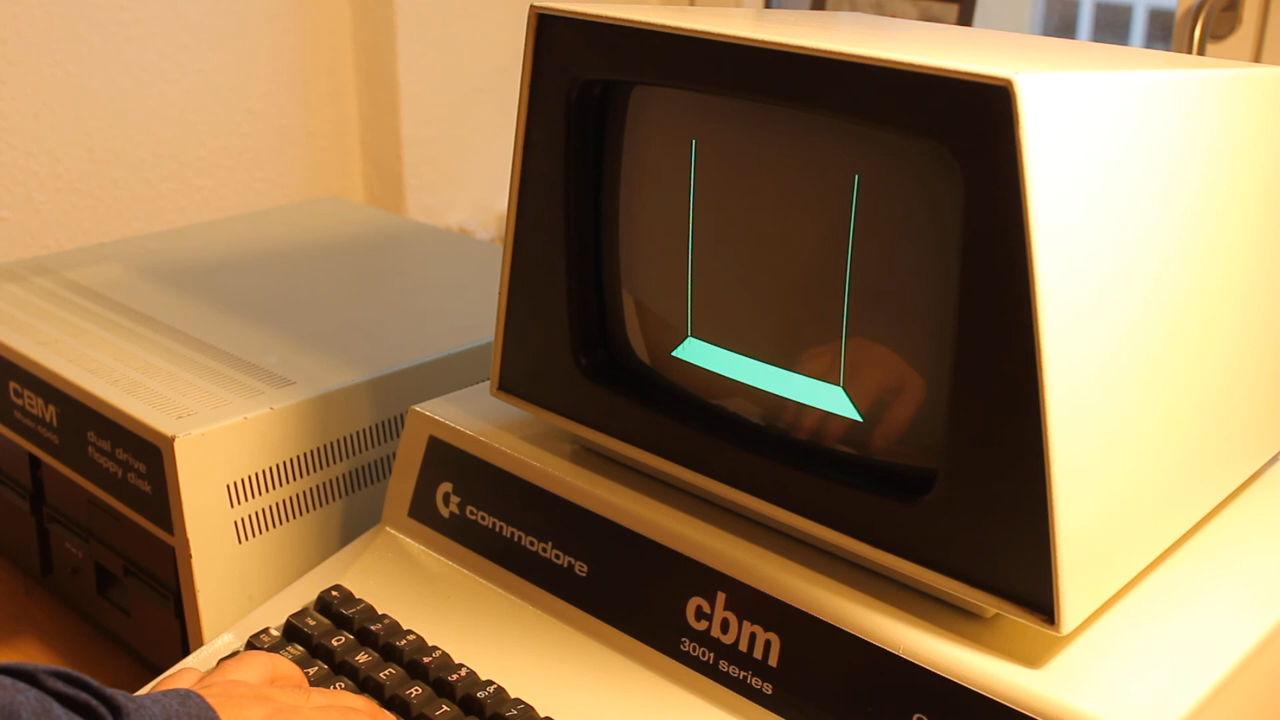 CBM
dual drive
floppy disk
commodore
cbm
3001 series
Q
W
E
R
T
A
S